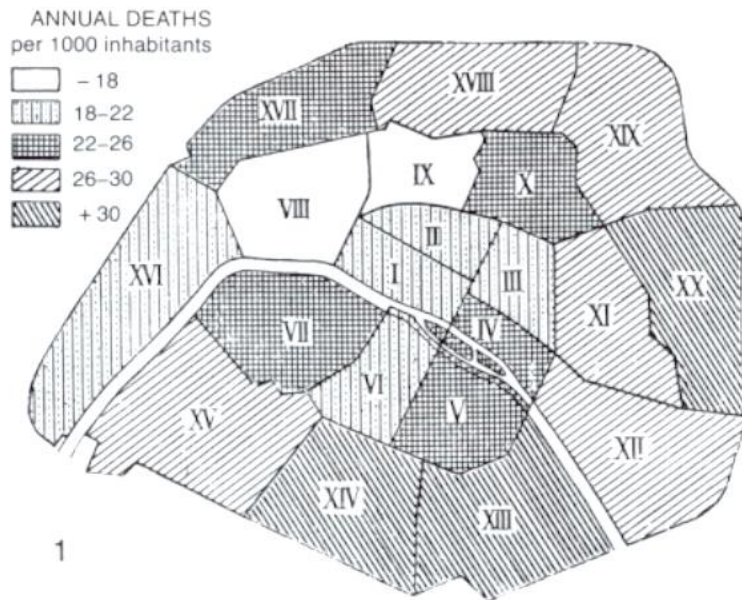 ANNUAL DEATHS
per 1000 inhabitants
– 18
18–22
22–26
26–30
+ 30
XVIII
XVII
XIX
IX
X
VIII
II
XVI
I
III
XX
XI
IV
VII
VI
V
XV
XII
XIV
XIII
1